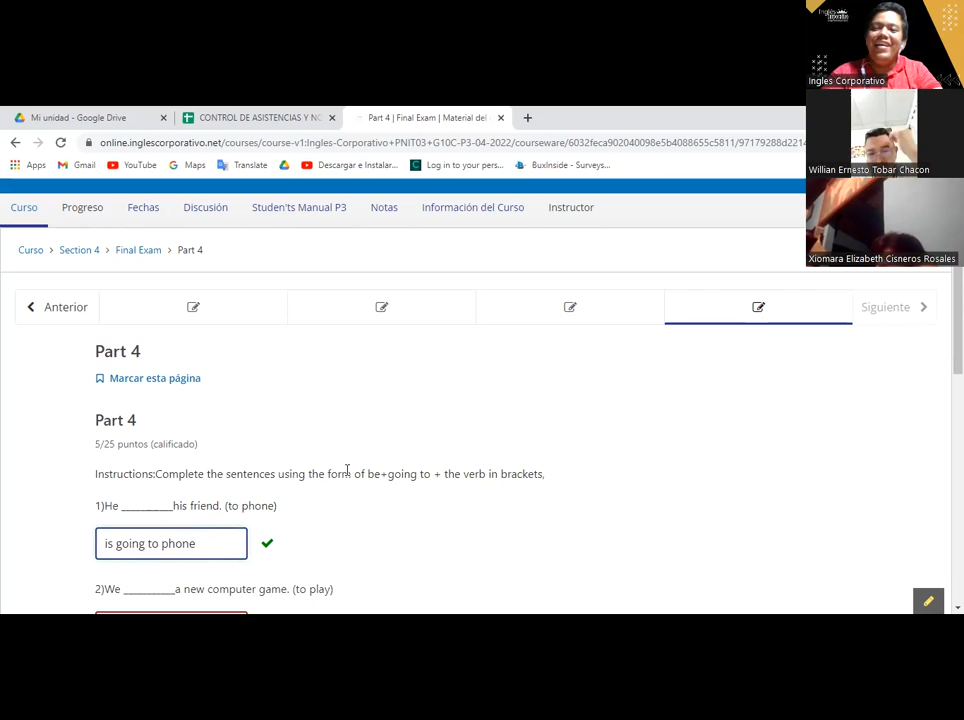 Inglés
Corporativo
Ingles Corporativo
Willian Ernesto Tobar Chacon
Xiomara Elizabeth Cisneros Rosales
Mi unidad - Google Drive
CONTROL DE ASISTENCIAS Y NO
Part 4 | Final Exam | Material del
online.inglescorporativo.net/courses/course-v1:Ingles-Corporativo+PNIT03+G10C-P3-04-2022/courseware/6032feca902040098e5b4088655c5811/97179288d2214
Apps Gmail YouTube Maps Translate Descargar e Instalar... Log in to your pers... BuxInside - Surveys...
Curso Progreso Fechas Discusión Studen'ts Manual P3 Notas Información del Curso Instructor
Curso > Section 4 > Final Exam > Part 4
Anterior
Siguiente
Part 4
Marcar esta página
Part 4
5/25 puntos (calificado)
Instructions:Complete the sentences using the form of be+going to + the verb in brackets,
1)He __________his friend. (to phone)
is going to phone
2)We __________a new computer game. (to play)